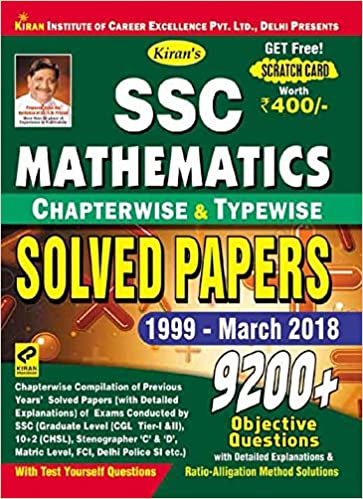 KIRAN INSTITUTE OF CAREER EXCELLENCE PVT. LTD., DELHI PRESENTS
Kiran's
GET Free!
SCRATCH CARD
Worth
₹400/-
SSC
MATHEMATICS
CHAPTERWISE & TYPEWISE
SOLVED PAPERS
1999 - March 2018
9200+
Objective
Questions
with Detailed Explanations &
Ratio-Alligation Method Solutions
KIRAN
Chapterwise Compilation of Previous
Years' Solved Papers (with Detailed
Explanations) of Exams Conducted by
SSC (Graduate Level (CGL Tier-I & II),
10+2 (CHSL), Stenographer 'C' & 'D',
Matric Level, FCI, Delhi Police SI etc.)
With Test Yourself Questions